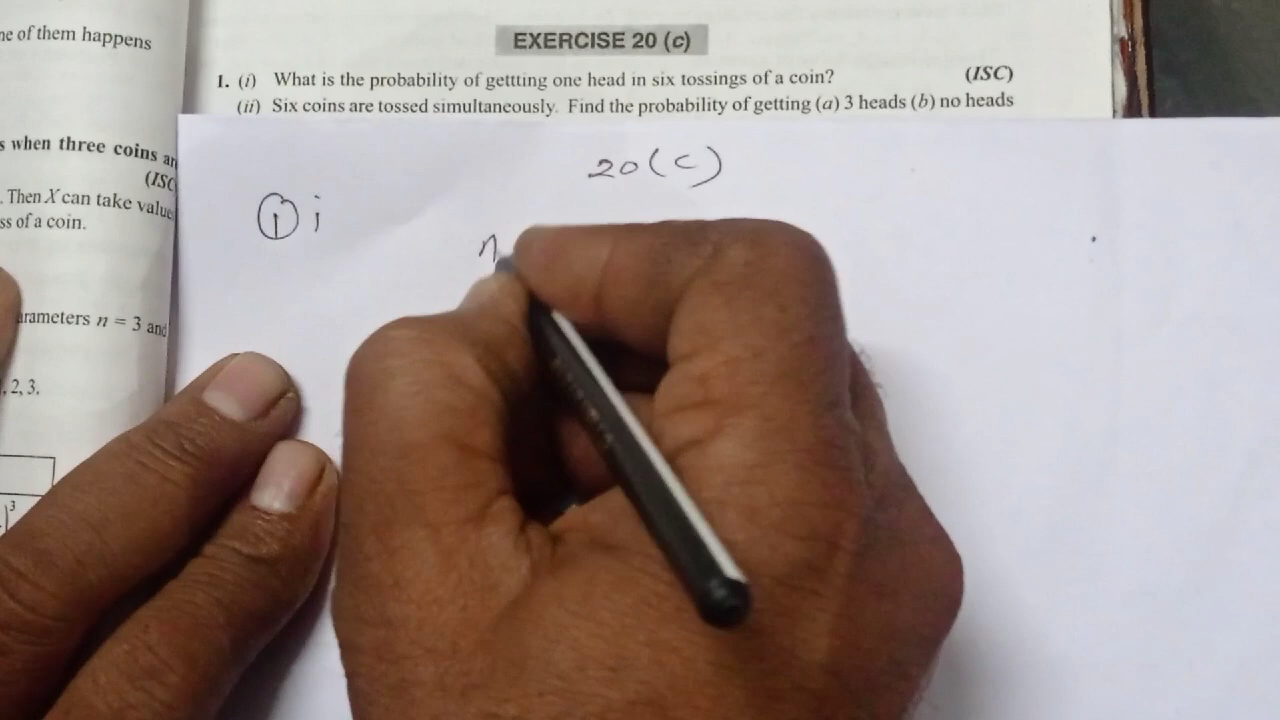 ne of them happens
s when three coins ar
(ISC
. Then X can take value
ss of a coin.
arameters n = 3 and
, 2, 3.
)³
EXERCISE 20 (c)
1. (i) What is the probability of gettting one head in six tossings of a coin? (ISC)
(ii) Six coins are tossed simultaneously. Find the probability of getting (a) 3 heads (b) no heads
20(c)
① i
n